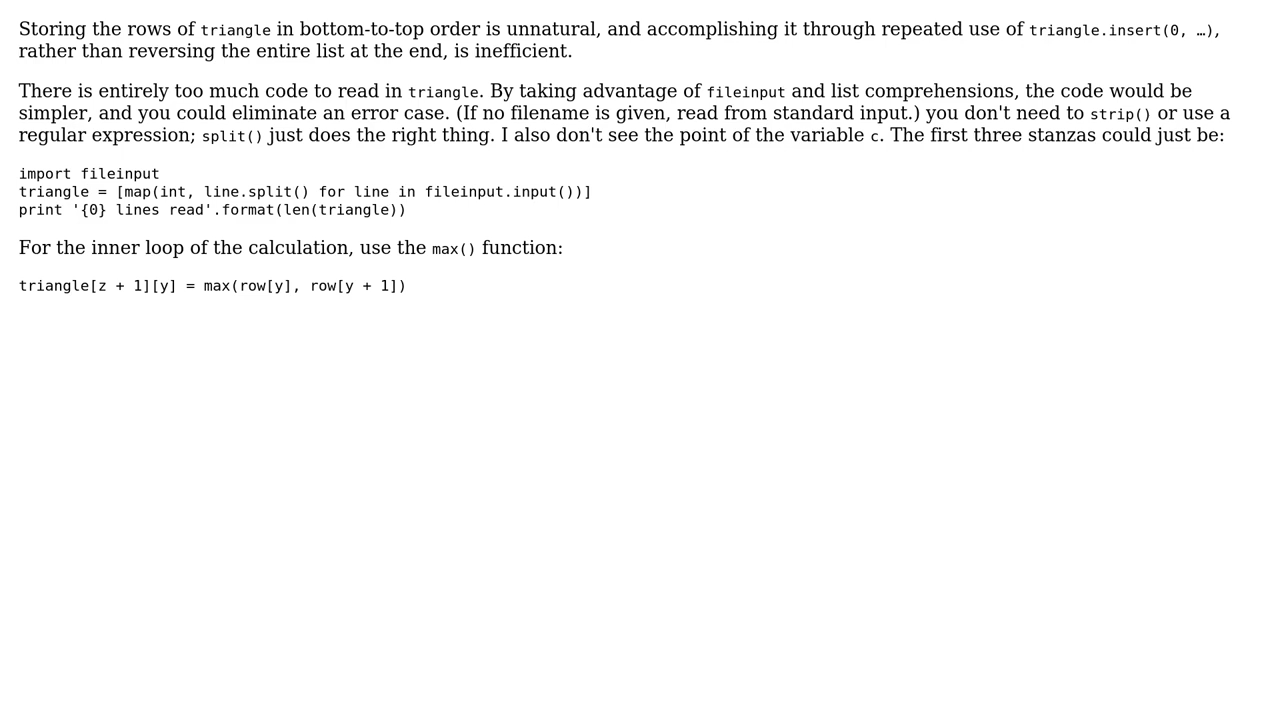 Storing the rows of triangle in bottom-to-top order is unnatural, and accomplishing it through repeated use of triangle.insert(0, …),
rather than reversing the entire list at the end, is inefficient.
There is entirely too much code to read in triangle. By taking advantage of fileinput and list comprehensions, the code would be
simpler, and you could eliminate an error case. (If no filename is given, read from standard input.) you don't need to strip() or use a
regular expression; split() just does the right thing. I also don't see the point of the variable c. The first three stanzas could just be:
import fileinput
triangle = [map(int, line.split() for line in fileinput.input())]
print '{0} lines read'.format(len(triangle))
For the inner loop of the calculation, use the max() function:
triangle[z + 1][y] = max(row[y], row[y + 1])